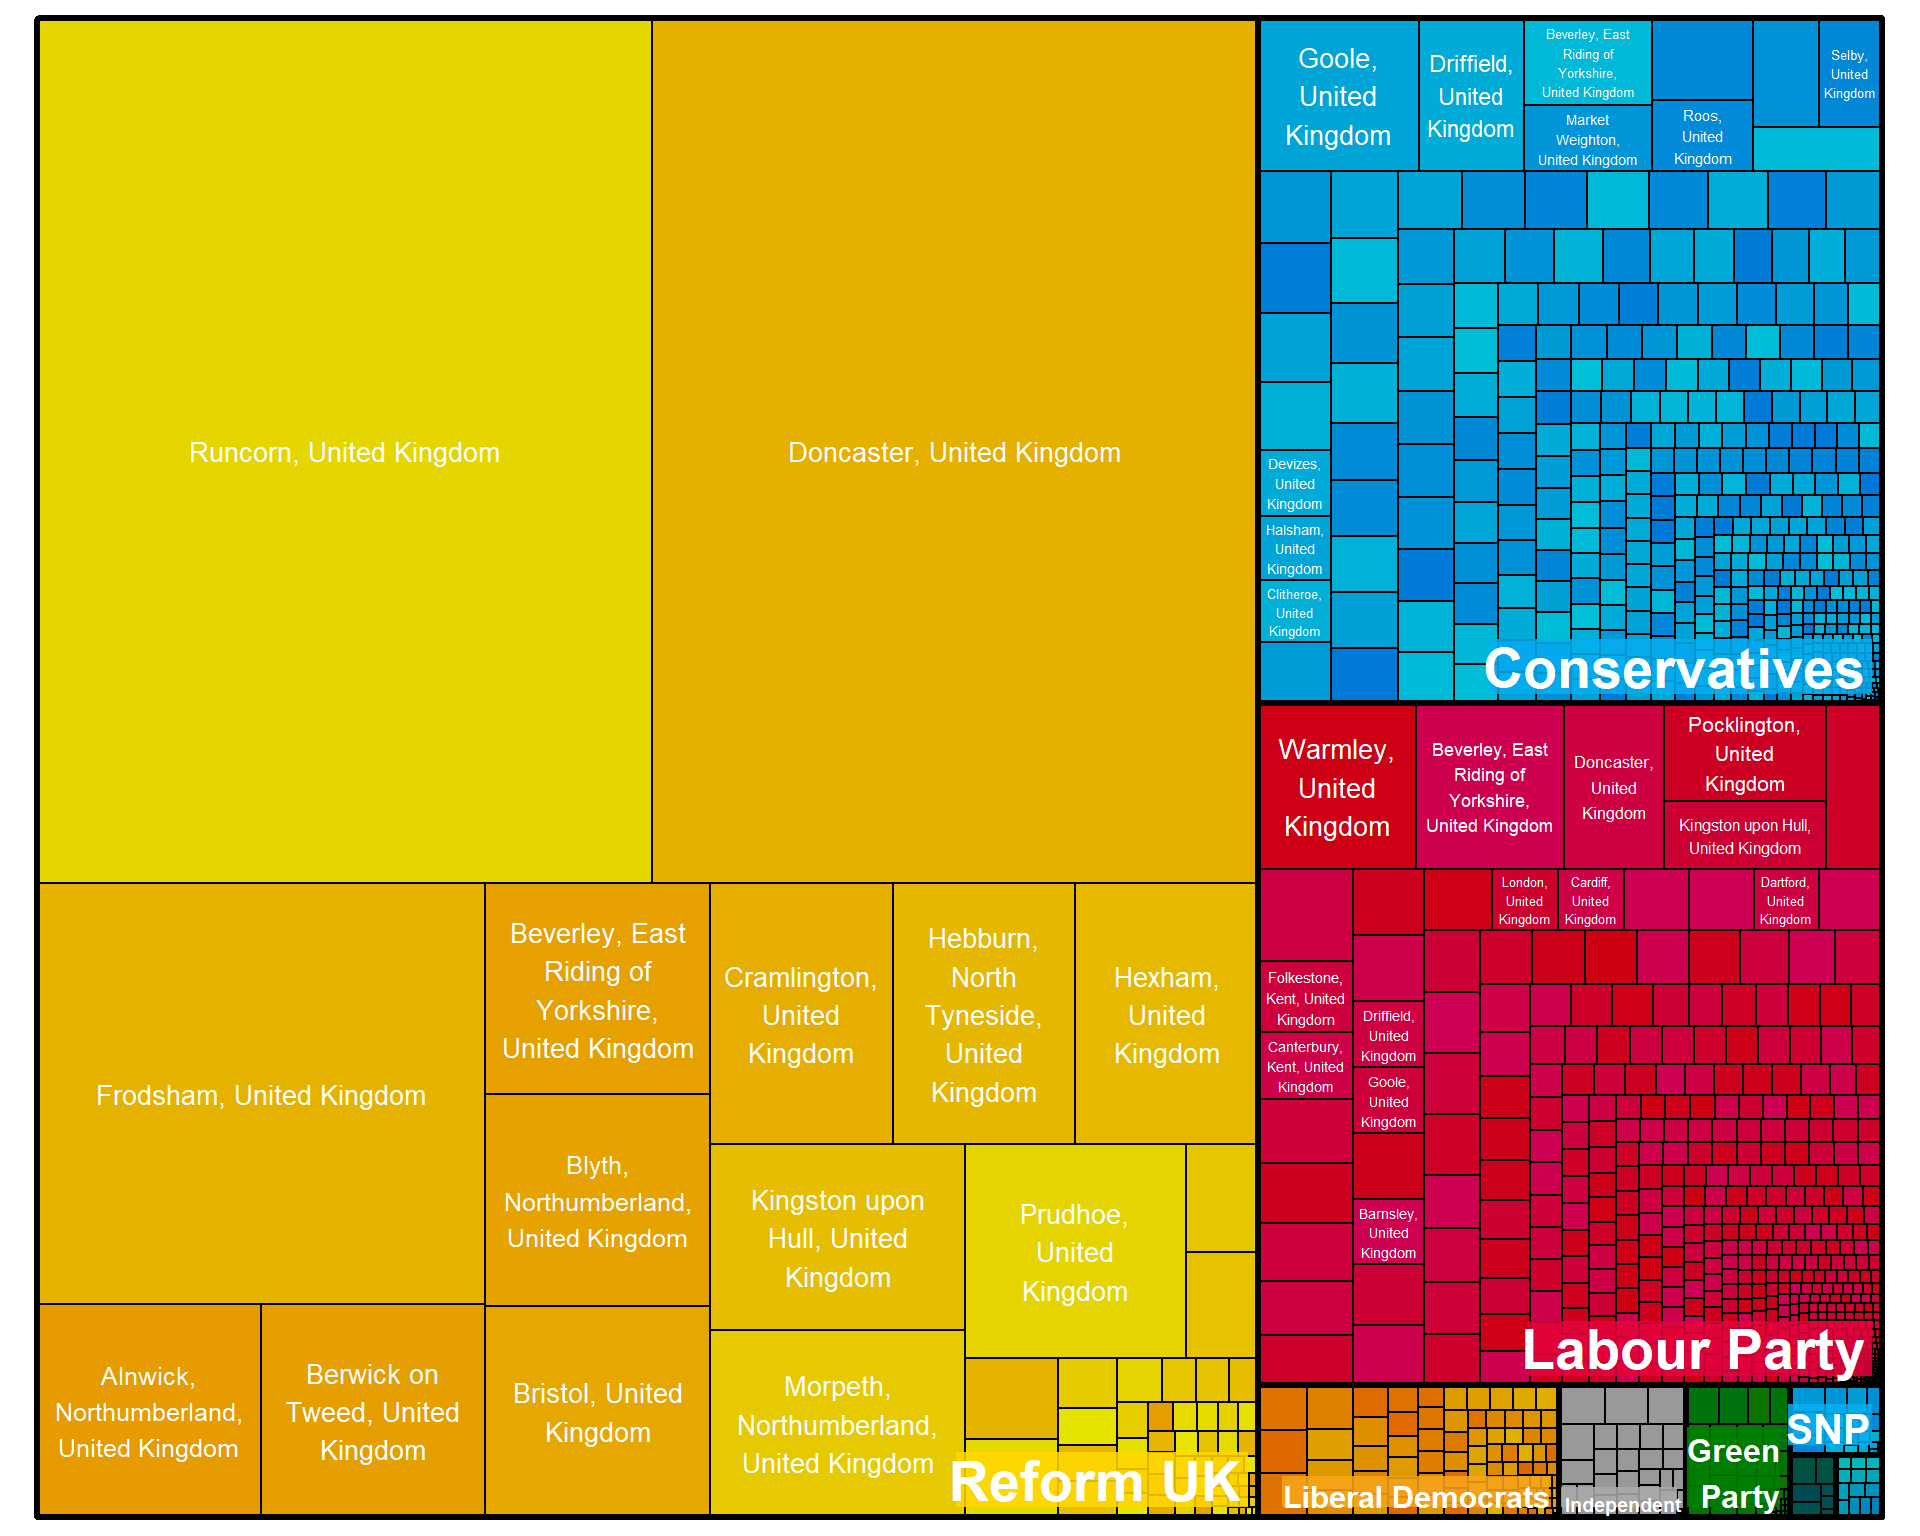 Runcorn, United Kingdom
Doncaster, United Kingdom
Frodsham, United Kingdom
Beverley, East
Riding of
Yorkshire,
United Kingdom
Blyth,
Northumberland,
United Kingdom
Alnwick,
Northumberland,
United Kingdom
Berwick on
Tweed, United
Kingdom
Bristol, United
Kingdom
Cramlington,
United
Kingdom
Hebburn,
North
Tyneside,
United
Kingdom
Hexham,
United
Kingdom
Kingston upon
Hull, United
Kingdom
Prudhoe,
United
Kingdom
Morpeth,
Northumberland,
United Kingdom
Reform UK
Goole,
United
Kingdom
Driffield,
United
Kingdom
Beverley, East
Riding of
Yorkshire,
United Kingdom
Market
Weighton,
United Kingdom
Roos,
United
Kingdom
Selby,
United
Kingdom
Devizes,
United
Kingdom
Halsham,
United
Kingdom
Clitheroe,
United
Kingdom
Conservatives
Warmley,
United
Kingdom
Beverley, East
Riding of
Yorkshire,
United Kingdom
Doncaster,
United
Kingdom
Pocklington,
United
Kingdom
Kingston upon Hull,
United Kingdom
London,
United
Kingdom
Cardiff,
United
Kingdom
Dartford,
United
Kingdom
Folkestone,
Kent, United
Kingdom
Canterbury,
Kent, United
Kingdom
Driffield,
United
Kingdom
Goole,
United
Kingdom
Barnsley,
United
Kingdom
Labour Party
Liberal Democrats
Independent
Green
Party
SNP